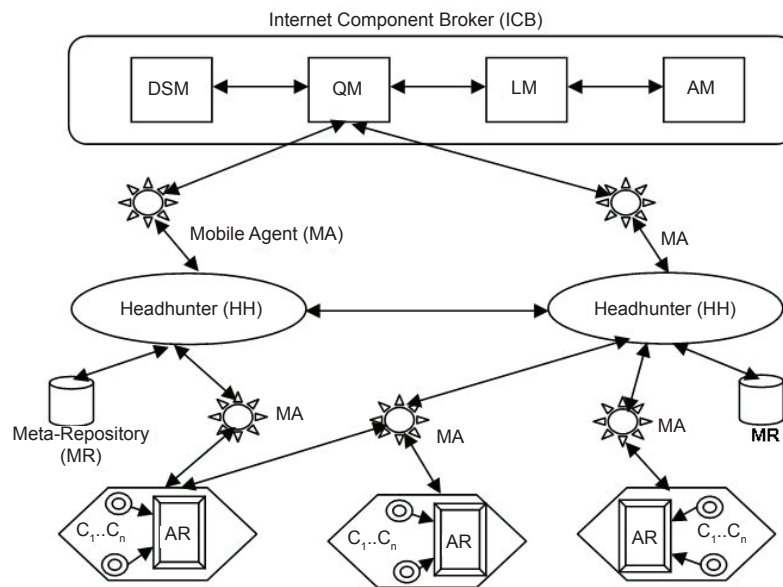 Internet Component Broker (ICB)
DSM
QM
LM
AM
Mobile Agent (MA)
MA
Headhunter (HH)
Headhunter (HH)
Meta-Repository
(MR)
MA
MA
MA
MR
C₁..Cₙ
AR
C₁..Cₙ
AR
AR
C₁..Cₙ